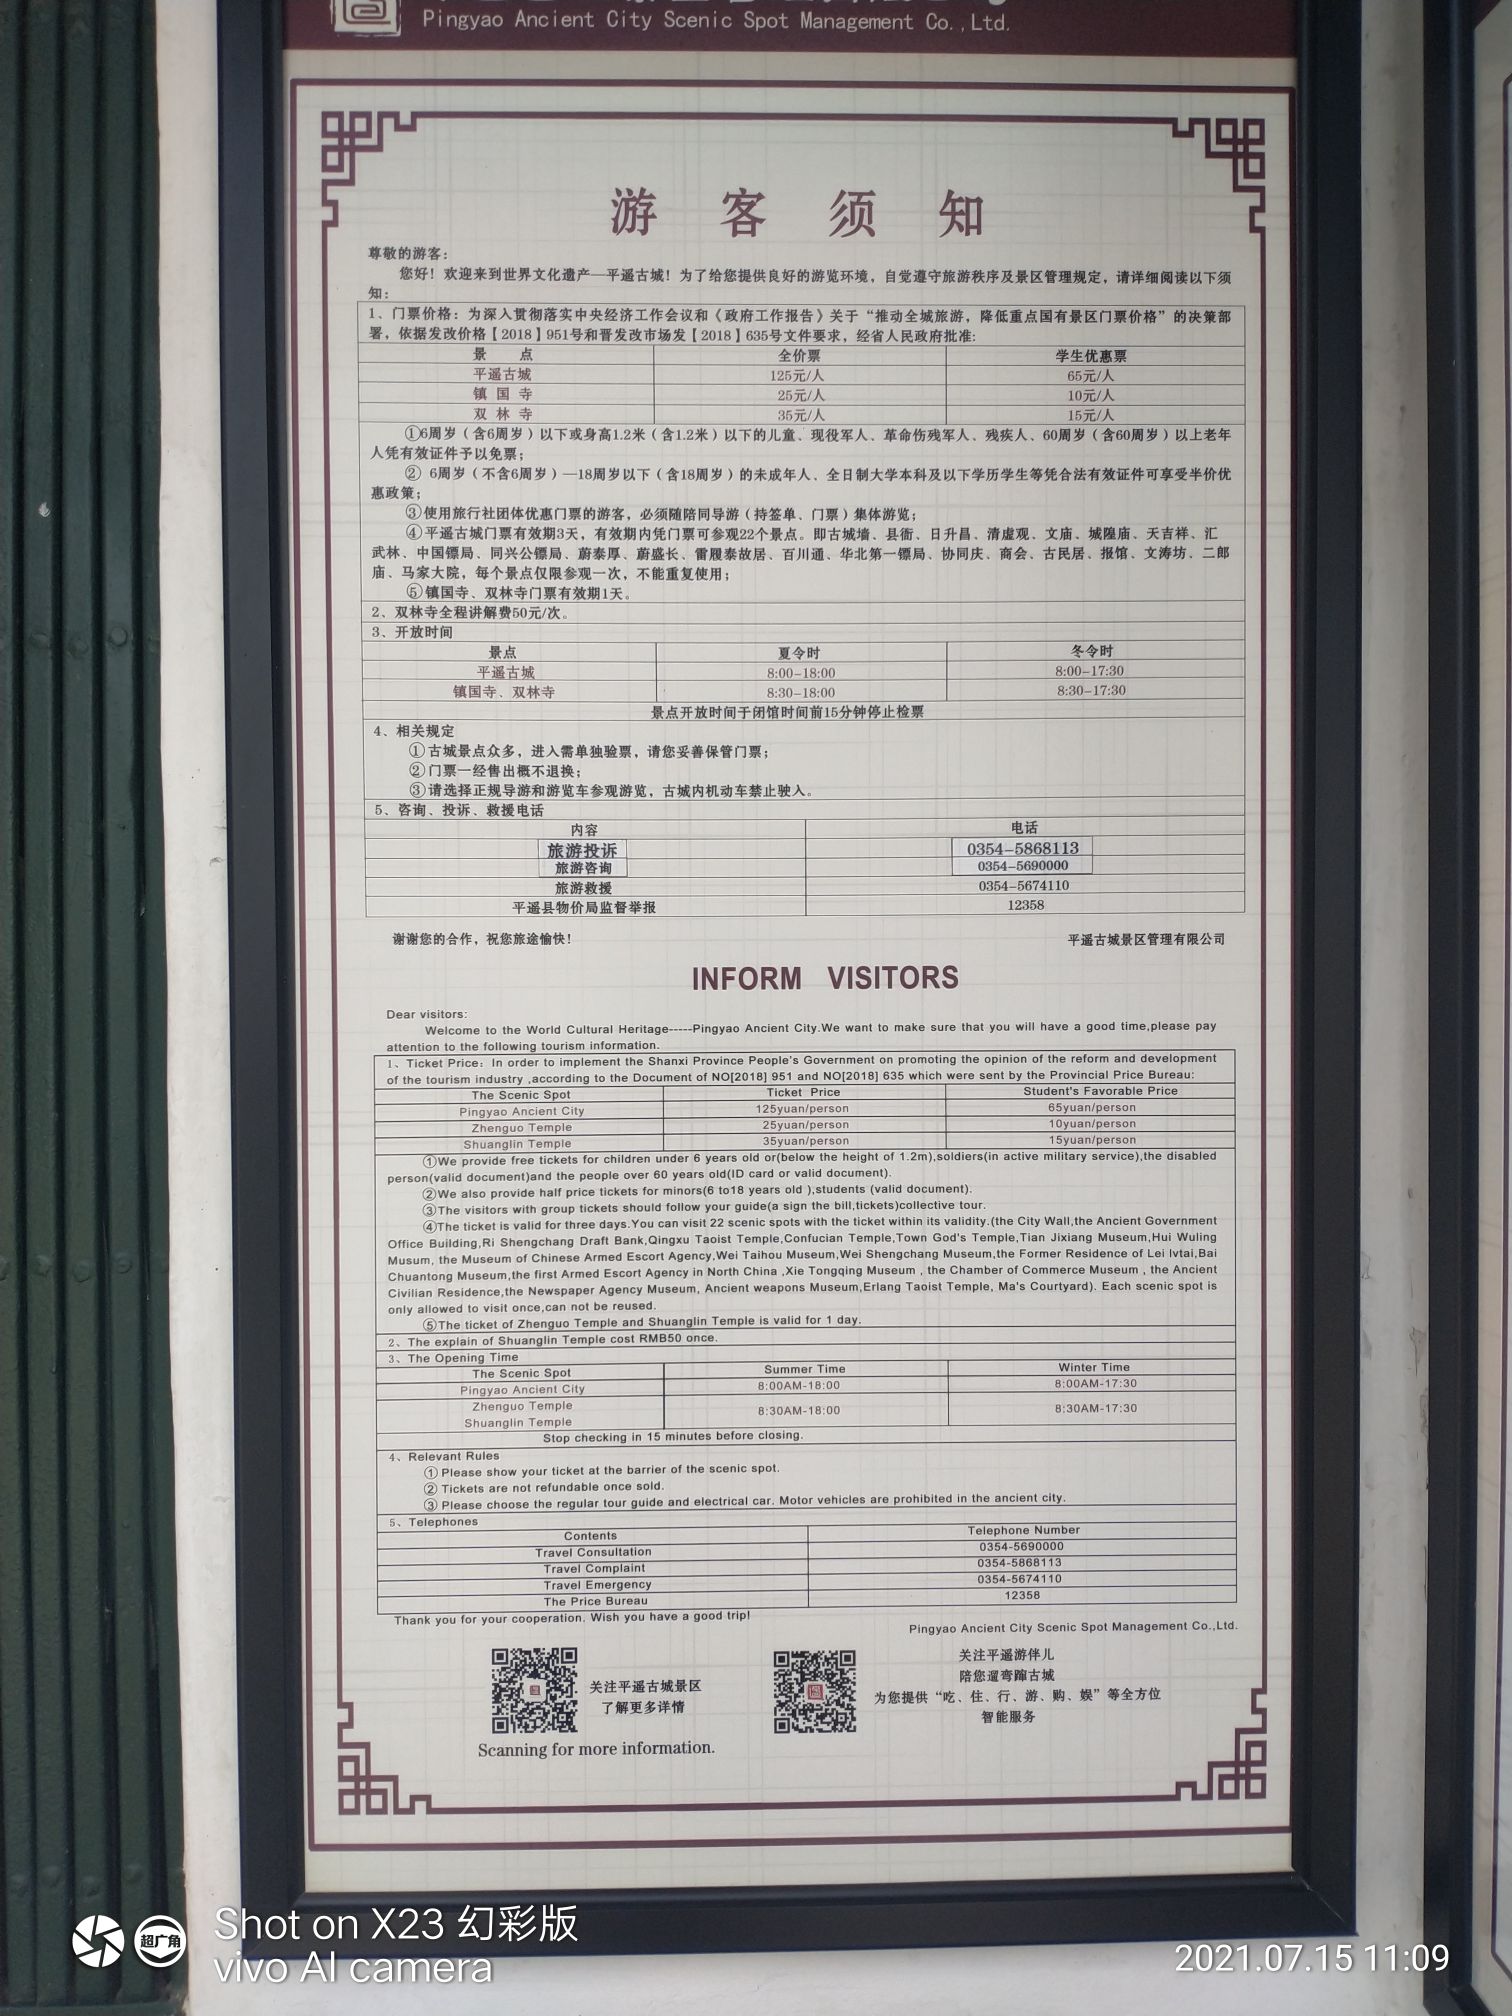 Pingyao Ancient City Scenic Spot Management Co.,Ltd.
游客须知
尊敬的游客：
您好！欢迎来到世界文化遗产—平遥古城！为了给您提供良好的游览环境，自觉遵守旅游秩序及景区管理规定，请详细阅读以下须
知：
1、门票价格：为深入贯彻落实中央经济工作会议和《政府工作报告》关于“推动全域旅游，降低重点国有景区门票价格”的决策部
署，依据发改价格【2018】951号和晋发改市场发【2018】635号文件要求，经省人民政府批准：
景 点 全价票 学生优惠票
平遥古城 125元/人 65元/人
镇 国 寺 25元/人 10元/人
双 林 寺 35元/人 15元/人
①6周岁（含6周岁）以下或身高1.2米（含1.2米）以下的儿童、现役军人、革命伤残军人、残疾人、60周岁（含60周岁）以上老年
人凭有效证件予以免票；
② 6周岁（不含6周岁）—18周岁以下（含18周岁）的未成年人、全日制大学本科及以下学历学生等凭合法有效证件可享受半价优
惠政策；
③使用旅行社团体优惠门票的游客，必须随陪同导游（持签单、门票）集体游览；
④平遥古城门票有效期3天，有效期内凭门票可参观22个景点。即古城墙、县衙、日升昌、清虚观、文庙、城隍庙、天吉祥、汇
武林、中国镖局、同兴公镖局、蔚泰厚、蔚盛长、雷履泰故居、百川通、华北第一镖局、协同庆、商会、古民居、报馆、文涛坊、二郎
庙、马家大院，每个景点仅限参观一次，不能重复使用；
⑤镇国寺、双林寺门票有效期1天。
2、双林寺全程讲解费50元/次。
3、开放时间
景点 夏令时 冬令时
平遥古城 8:00-18:00 8:00-17:30
镇国寺、双林寺 8:30-18:00 8:30-17:30
景点开放时间于闭馆时间前15分钟停止检票
4、相关规定
①古城景点众多，进入需单独验票，请您妥善保管门票；
②门票一经售出概不退换；
③请选择正规导游和游览车参观游览，古城内机动车禁止驶入。
5、咨询、投诉、救援电话
内容 电话
旅游投诉 0354-5868113
旅游咨询 0354-5690000
旅游救援 0354-5674110
平遥县物价局监督举报 12358
谢谢您的合作，祝您旅途愉快！ 平遥古城景区管理有限公司
INFORM VISITORS
Dear visitors:
Welcome to the World Cultural Heritage-----Pingyao Ancient City.We want to make sure that you will have a good time,please pay
attention to the following tourism information.
1、Ticket Price：In order to implement the Shanxi Province People's Government on promoting the opinion of the reform and development
of the tourism industry ,according to the Document of NO[2018] 951 and NO[2018] 635 which were sent by the Provincial Price Bureau:
The Scenic Spot Ticket Price Student's Favorable Price
Pingyao Ancient City 125yuan/person 65yuan/person
Zhenguo Temple 25yuan/person 10yuan/person
Shuanglin Temple 35yuan/person 15yuan/person
①We provide free tickets for children under 6 years old or(below the height of 1.2m),soldiers(in active military service),the disabled
person(valid document)and the people over 60 years old(ID card or valid document).
②We also provide half price tickets for minors(6 to18 years old ),students (valid document).
③The visitors with group tickets should follow your guide(a sign the bill,tickets)collective tour.
④The ticket is valid for three days.You can visit 22 scenic spots with the ticket within its validity.(the City Wall,the Ancient Government
Office Building,Ri Shengchang Draft Bank,Qingxu Taoist Temple,Confucian Temple,Town God's Temple,Tian Jixiang Museum,Hui Wuling
Musum, the Museum of Chinese Armed Escort Agency,Wei Taihou Museum,Wei Shengchang Museum,the Former Residence of Lei lvtai,Bai
Chuantong Museum,the first Armed Escort Agency in North China ,Xie Tongqing Museum , the Chamber of Commerce Museum , the Ancient
Civilian Residence,the Newspaper Agency Museum, Ancient weapons Museum,Erlang Taoist Temple, Ma's Courtyard). Each scenic spot is
only allowed to visit once,can not be reused.
⑤The ticket of Zhenguo Temple and Shuanglin Temple is valid for 1 day.
2、The explain of Shuanglin Temple cost RMB50 once.
3、The Opening Time
The Scenic Spot Summer Time Winter Time
Pingyao Ancient City 8:00AM-18:00 8:00AM-17:30
Zhenguo Temple
Shuanglin Temple 8:30AM-18:00 8:30AM-17:30
Stop checking in 15 minutes before closing.
4、Relevant Rules
① Please show your ticket at the barrier of the scenic spot.
② Tickets are not refundable once sold.
③ Please choose the regular tour guide and electrical car. Motor vehicles are prohibited in the ancient city.
5、Telephones
Contents Telephone Number
Travel Consultation 0354-5690000
Travel Complaint 0354-5868113
Travel Emergency 0354-5674110
The Price Bureau 12358
Thank you for your cooperation. Wish you have a good trip!
Pingyao Ancient City Scenic Spot Management Co.,Ltd.
关注平遥古城景区
了解更多详情
Scanning for more information.
关注平遥游伴儿
陪您遛弯蹿古城
为您提供“吃、住、行、游、购、娱”等全方位
智能服务
超广角
Shot on X23 幻彩版
vivo AI camera
2021.07.15 11:09